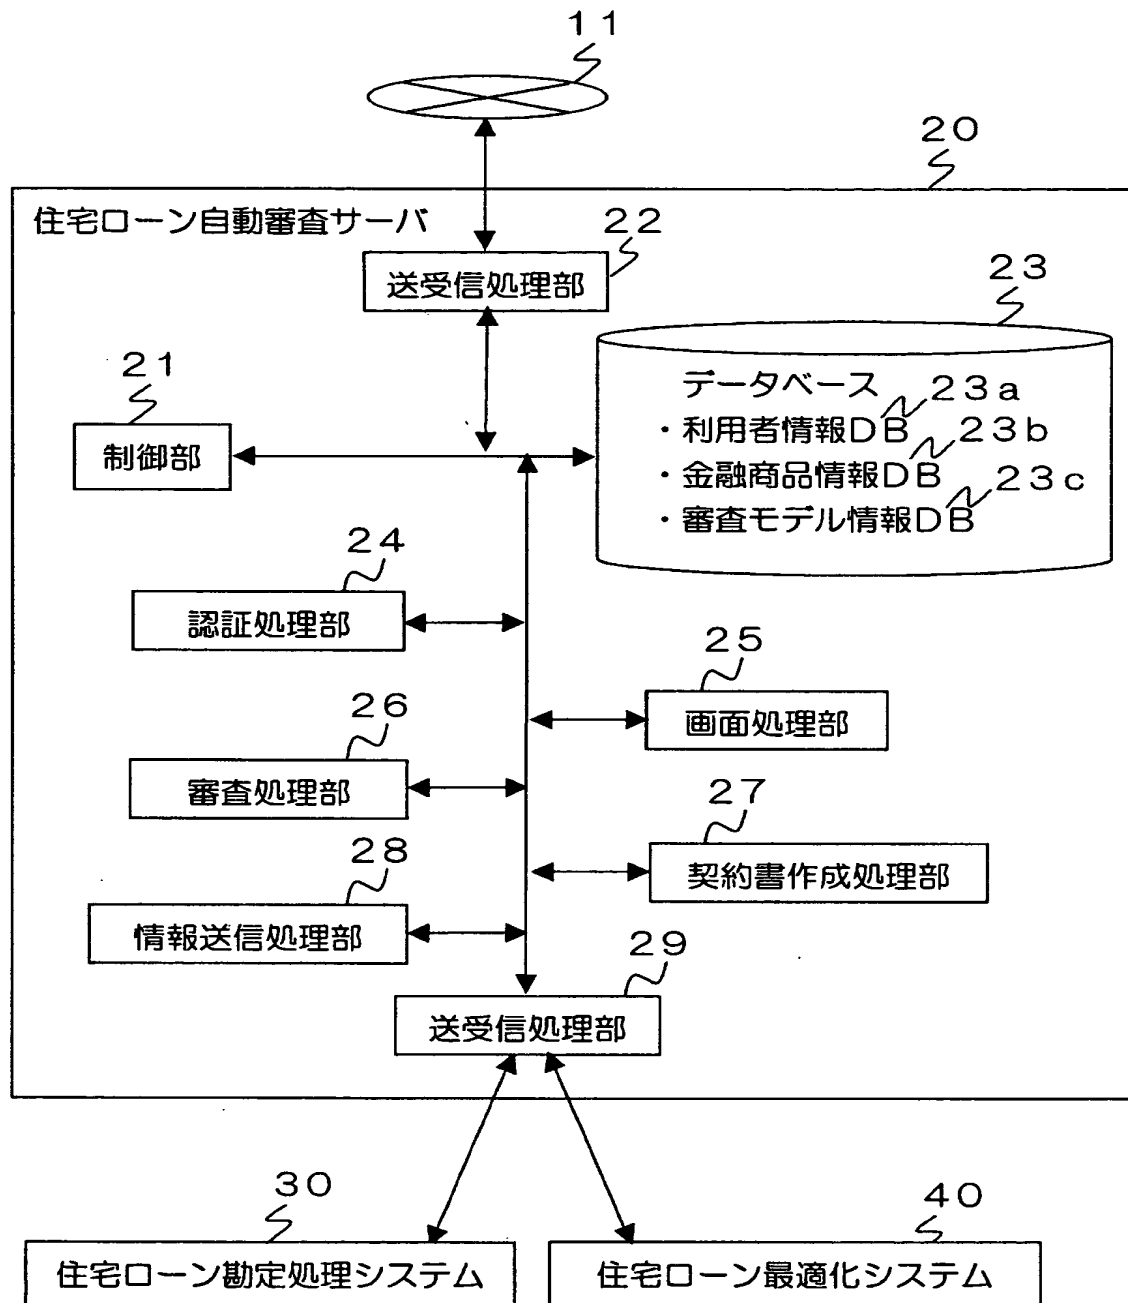 11
20
住宅ローン自動審査サーバ
22
送受信処理部
23
21
データベース
23a
・利用者情報DB
23b
・金融商品情報DB
23c
・審査モデル情報DB
制御部
24
認証処理部
25
画面処理部
26
審査処理部
27
契約書作成処理部
28
情報送信処理部
29
送受信処理部
30
40
住宅ローン勘定処理システム
住宅ローン最適化システム